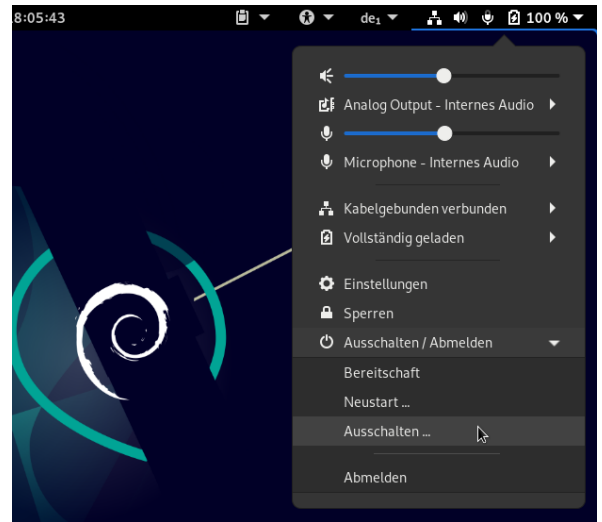 18:05:43 de₁ 100 %
Analog Output - Internes Audio
Microphone - Internes Audio
Kabelgebunden verbunden
Vollständig geladen
Einstellungen
Sperren
Ausschalten / Abmelden
Bereitschaft
Neustart ...
Ausschalten ...
Abmelden